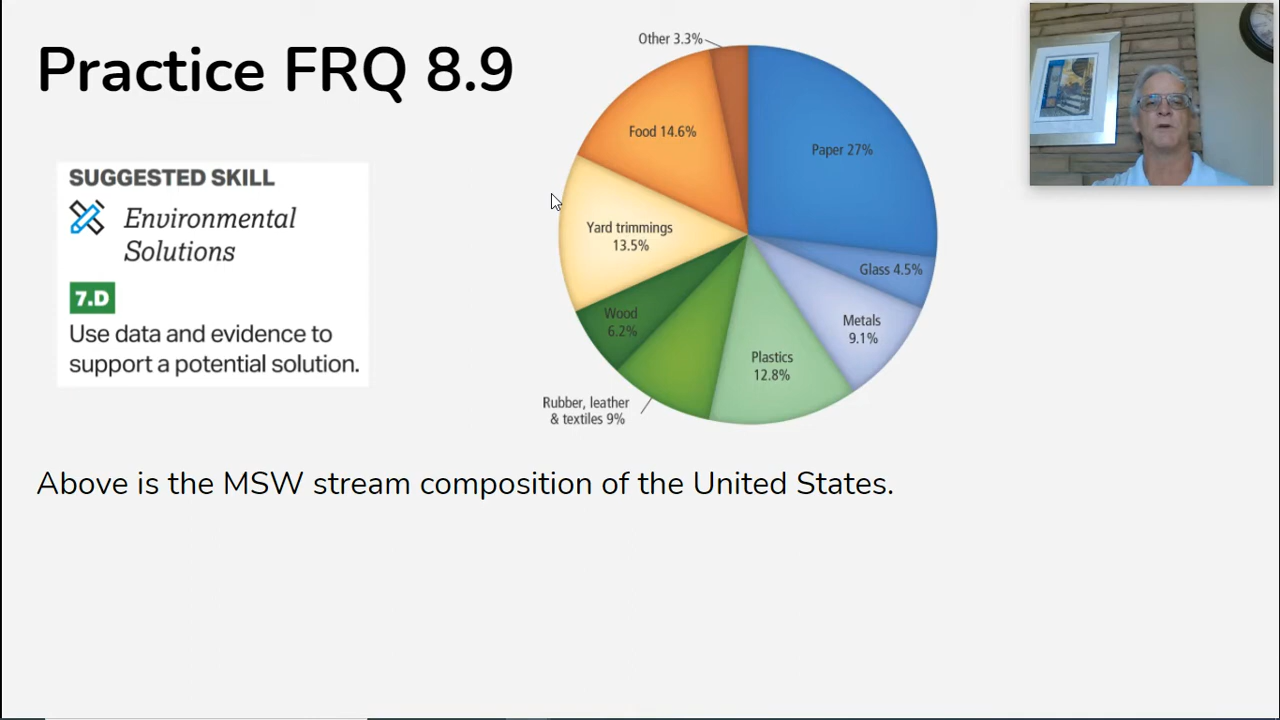 Practice FRQ 8.9
SUGGESTED SKILL
Environmental
Solutions
7.D
Use data and evidence to
support a potential solution.
Other 3.3%
Food 14.6%
Paper 27%
Yard trimmings
13.5%
Glass 4.5%
Wood
6.2%
Metals
9.1%
Plastics
12.8%
Rubber, leather
& textiles 9%
Above is the MSW stream composition of the United States.